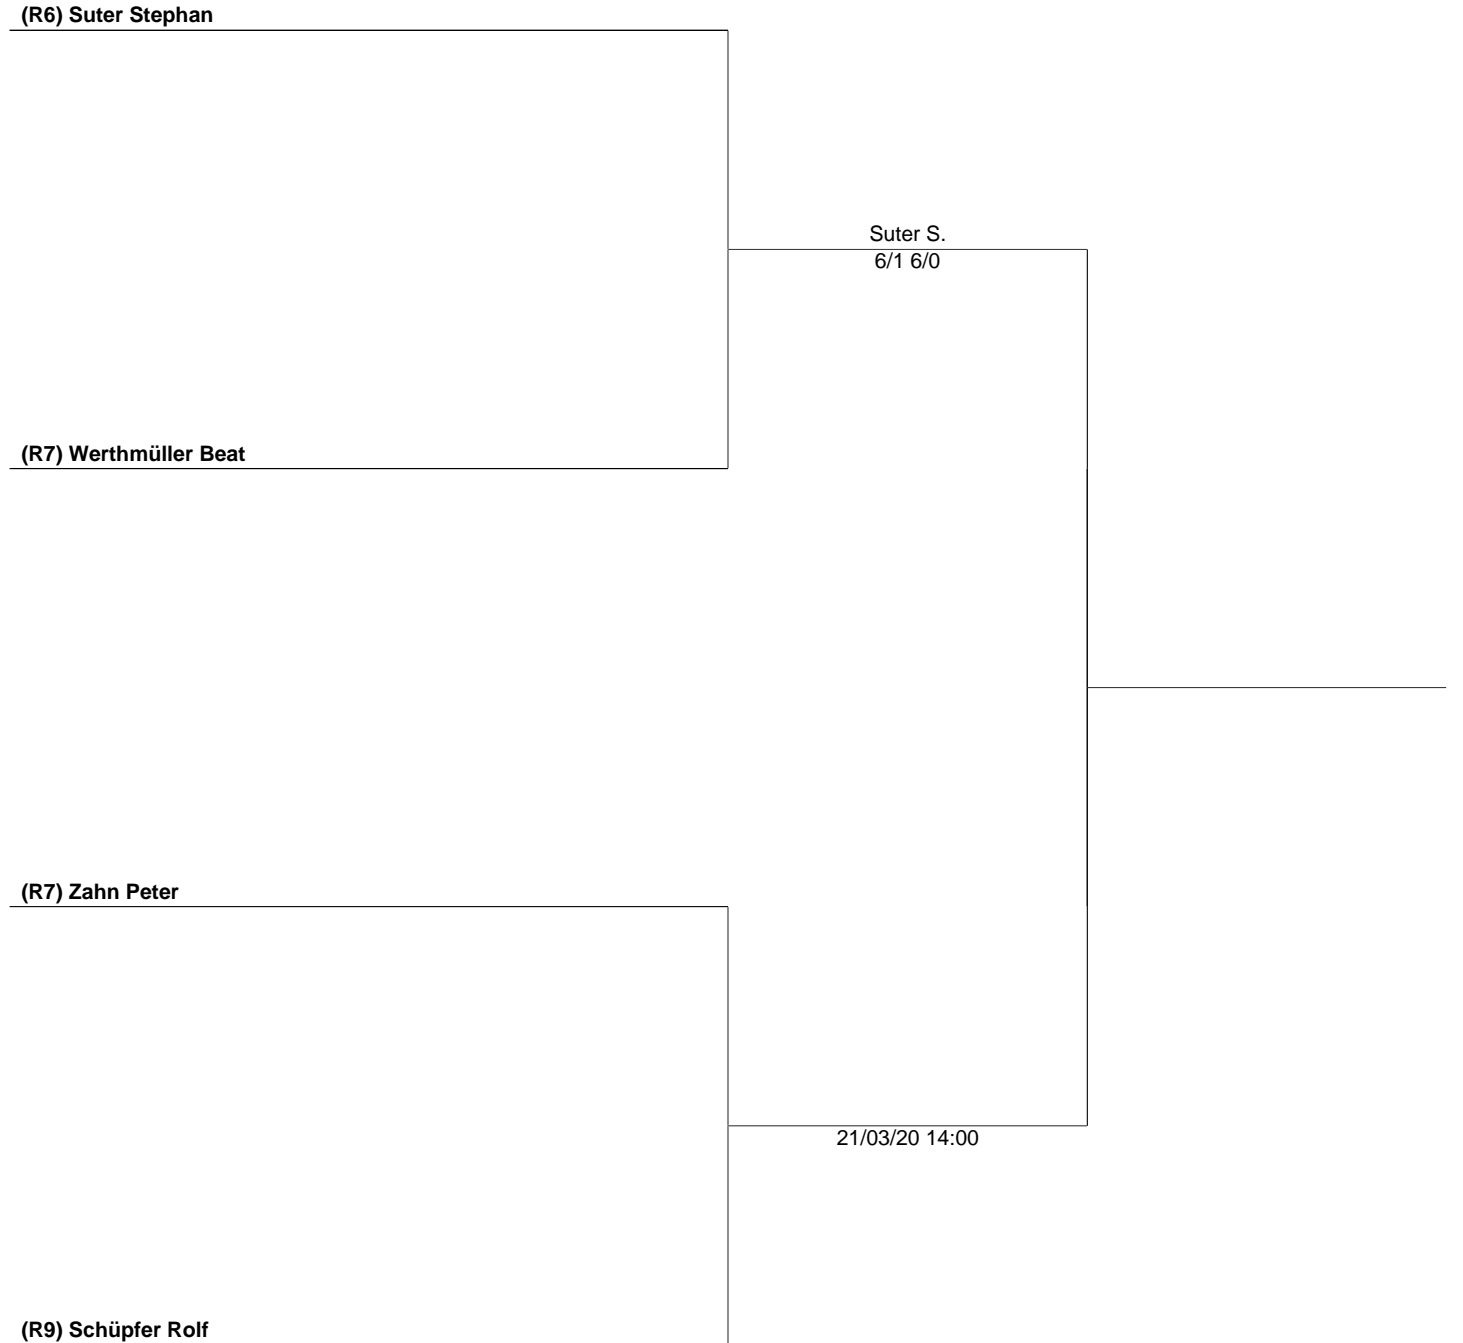 (R6) Suter Stephan
Suter S.
6/1 6/0
(R7) Werthmüller Beat
(R7) Zahn Peter
21/03/20 14:00
(R9) Schüpfer Rolf